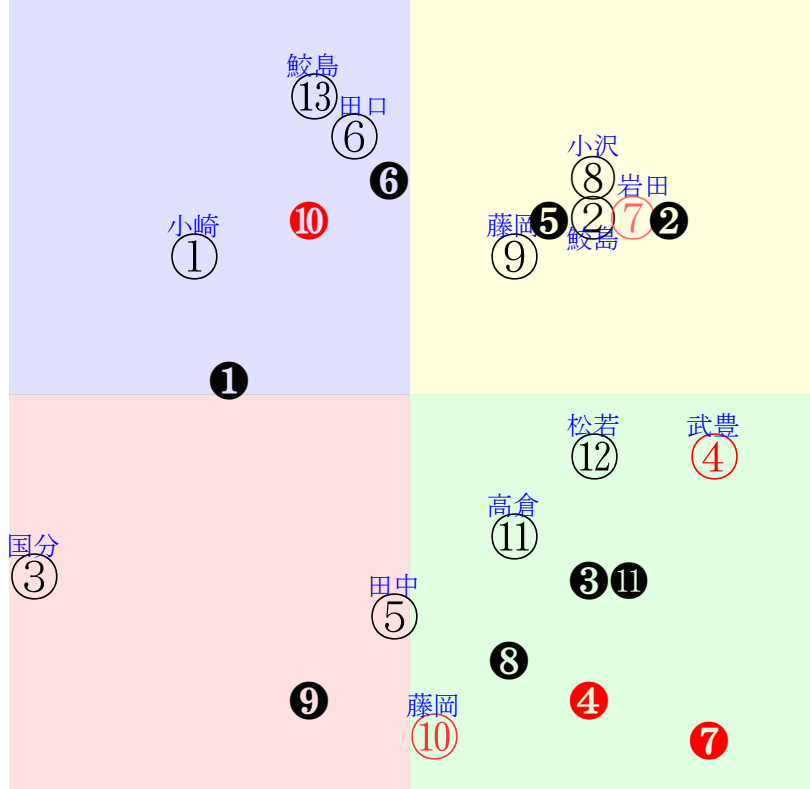 鮫島
⑬
田口
⑥
小沢
⑧
❻
岩田
小崎
❿
藤岡
❺
②
⑦
❷
鮫島
①
⑨
❶
松若
武豊
⑫
④
高倉
⑪
国分
③
田中
❸
⓫
⑤
❽
❾
藤岡
❹
⑩
❼